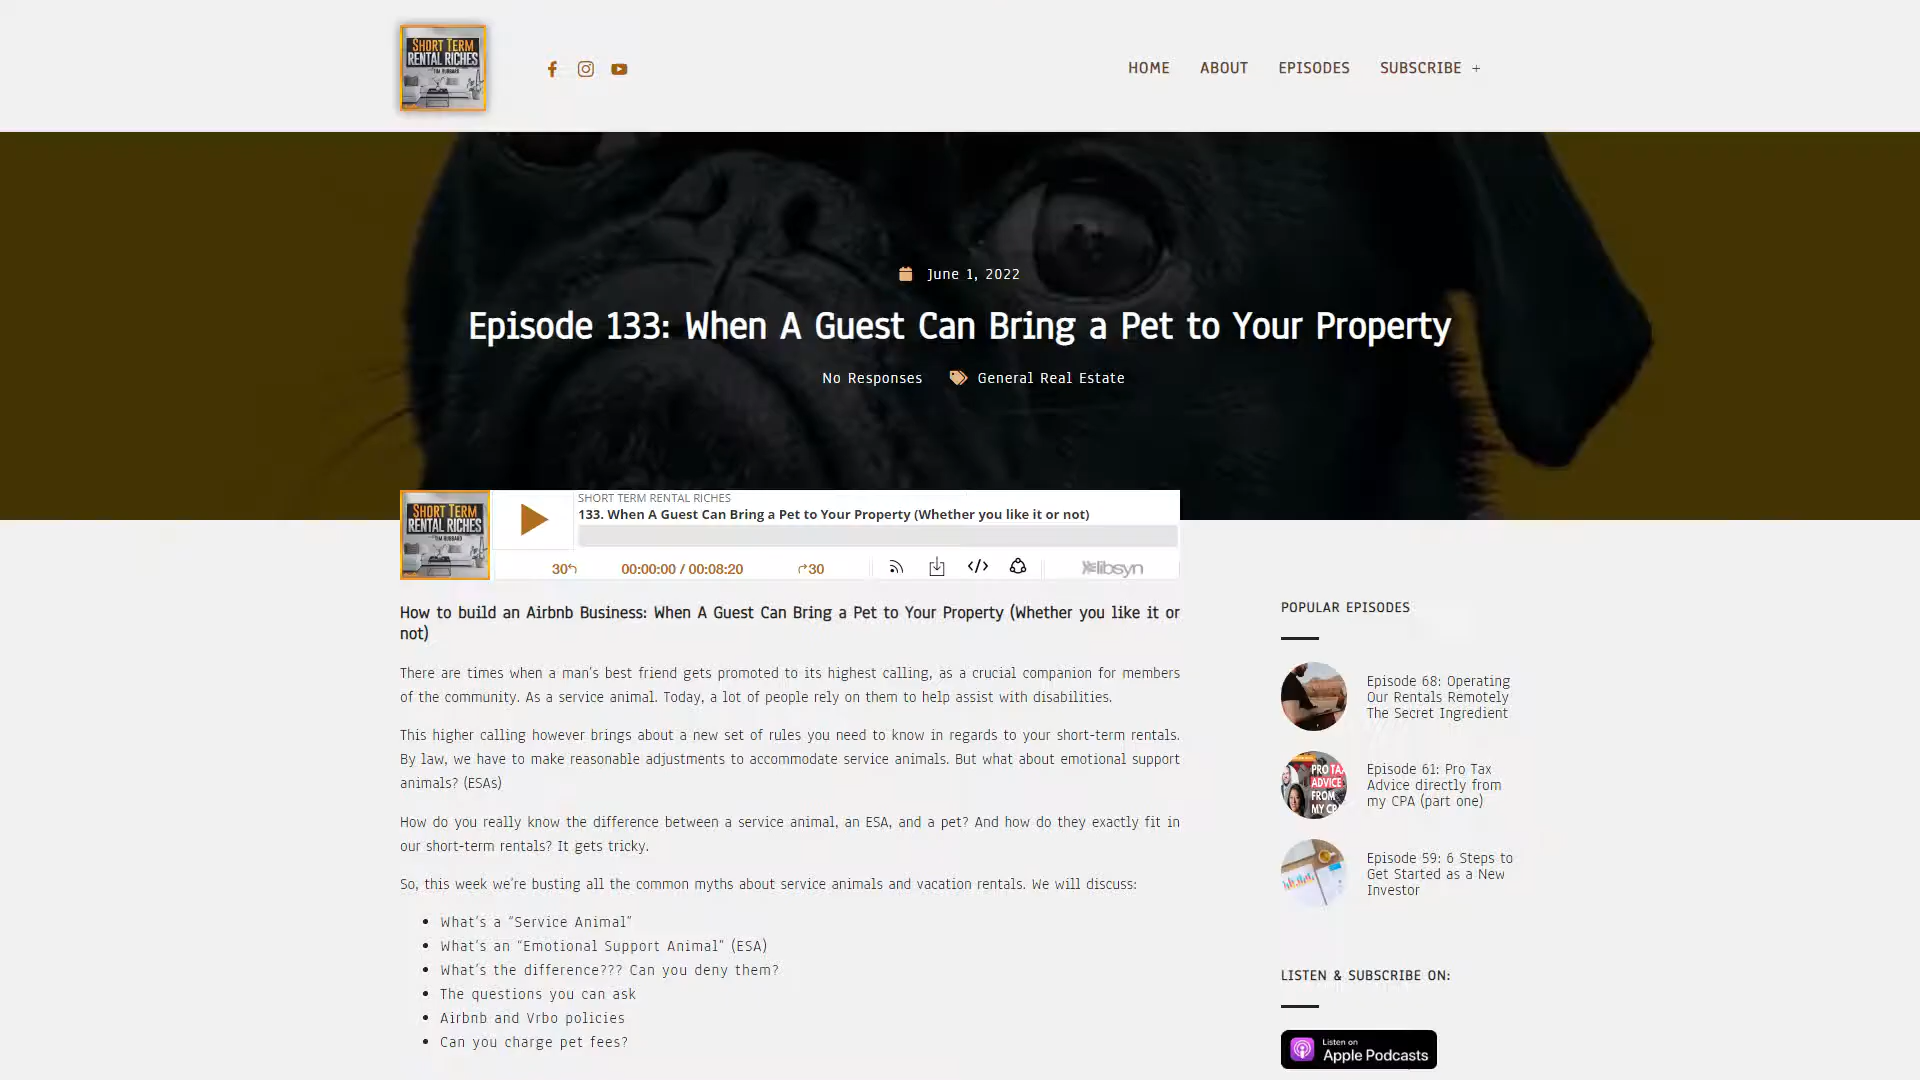 SHORT TERM
RENTAL RICHES
TIM HUBBARD
HOME
ABOUT
EPISODES
SUBSCRIBE +
June 1, 2022
Episode 133: When A Guest Can Bring a Pet to Your Property
No Responses
General Real Estate
SHORT TERM
RENTAL RICHES
TIM HUBBARD
SHORT TERM RENTAL RICHES
133. When A Guest Can Bring a Pet to Your Property (Whether you like it or not)
30
00:00:00 / 00:08:20
30
libsyn
How to build an Airbnb Business: When A Guest Can Bring a Pet to Your Property (Whether you like it or
not)
There are times when a man’s best friend gets promoted to its highest calling, as a crucial companion for members
of the community. As a service animal. Today, a lot of people rely on them to help assist with disabilities.
This higher calling however brings about a new set of rules you need to know in regards to your short-term rentals.
By law, we have to make reasonable adjustments to accommodate service animals. But what about emotional support
animals? (ESAs)
How do you really know the difference between a service animal, an ESA, and a pet? And how do they exactly fit in
our short-term rentals? It gets tricky.
So, this week we’re busting all the common myths about service animals and vacation rentals. We will discuss:
• What’s a “Service Animal”
• What’s an “Emotional Support Animal” (ESA)
• What’s the difference??? Can you deny them?
• The questions you can ask
• Airbnb and Vrbo policies
• Can you charge pet fees?
POPULAR EPISODES
Episode 68: Operating
Our Rentals Remotely
The Secret Ingredient
PRO TAX
ADVICE
FROM
MY CPA
Episode 61: Pro Tax
Advice directly from
my CPA (part one)
Episode 59: 6 Steps to
Get Started as a New
Investor
LISTEN & SUBSCRIBE ON:
Listen on
Apple Podcasts